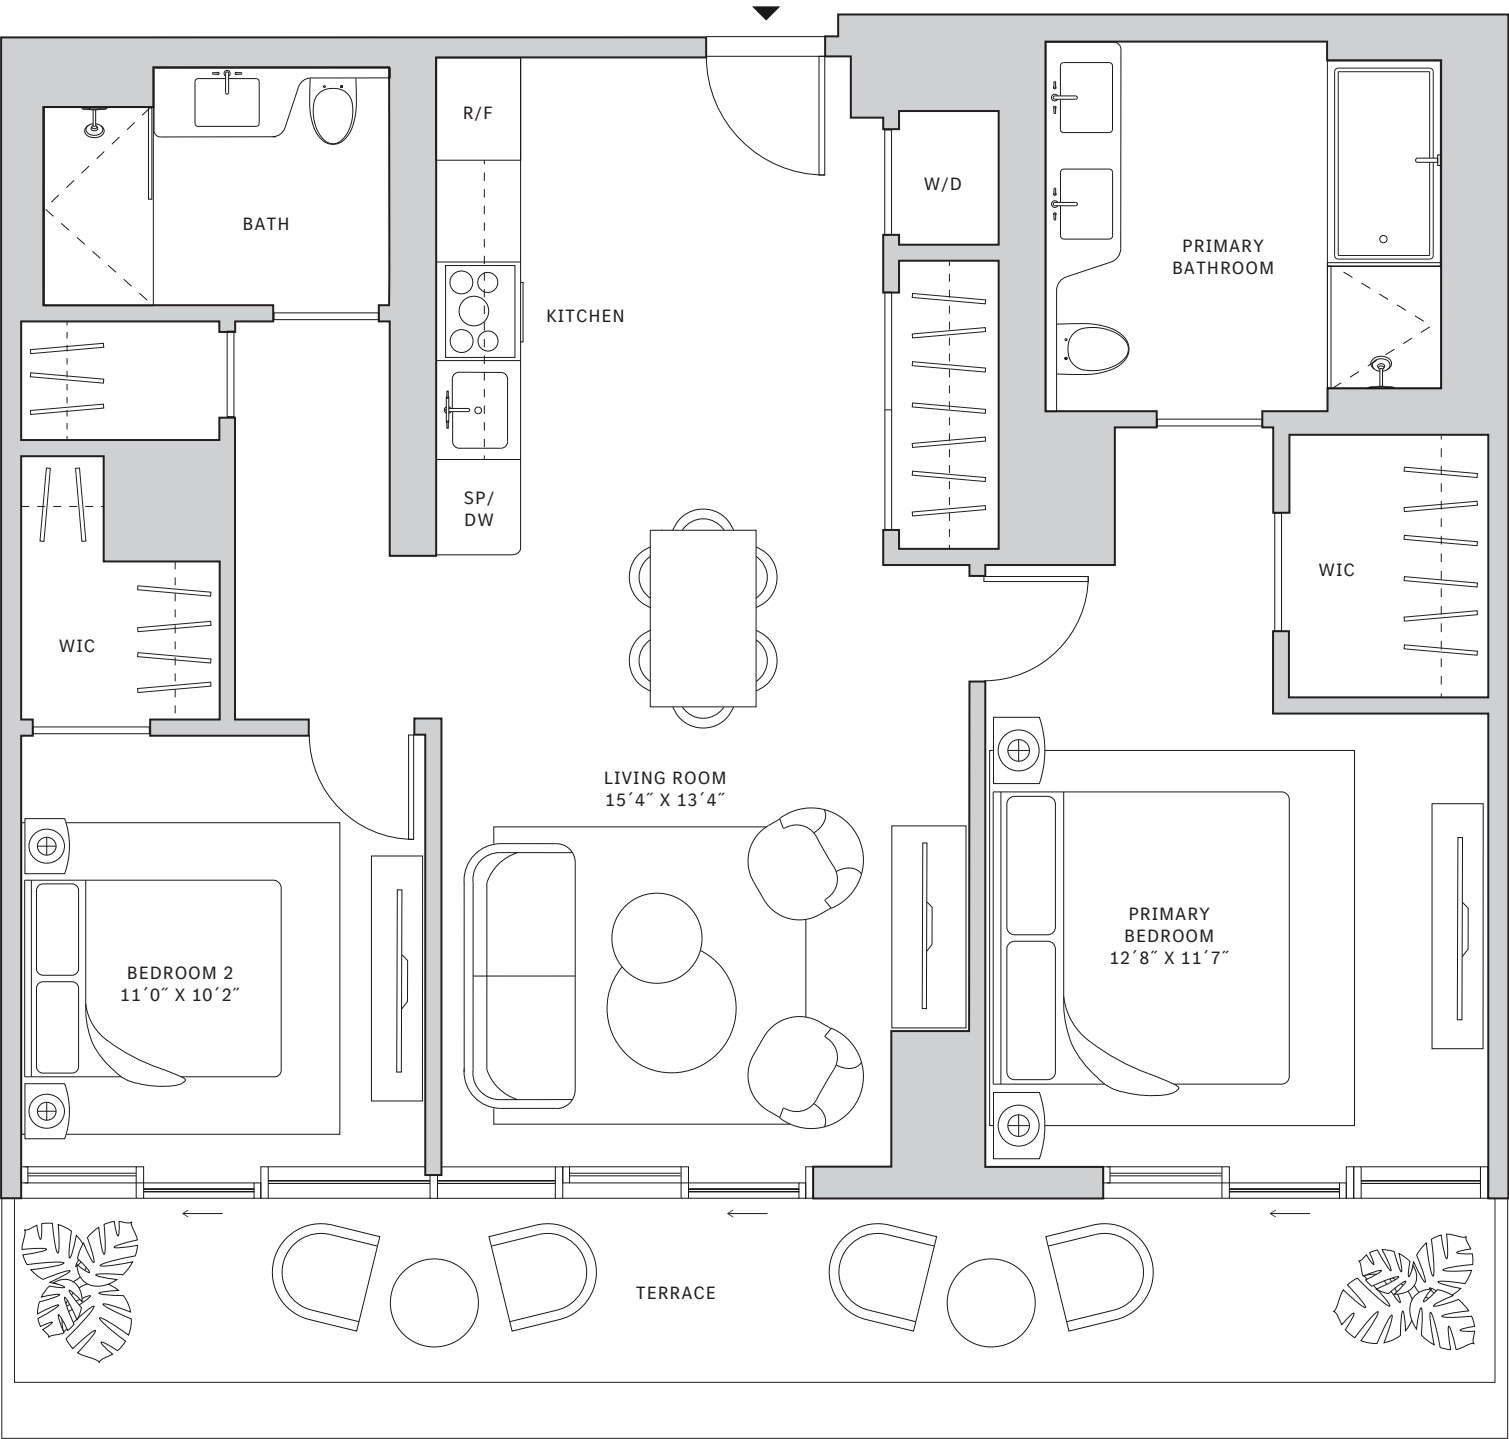 R/F
W/D
BATH
PRIMARY
BATHROOM
KITCHEN
SP/
DW
WIC
WIC
LIVING ROOM
15´4˝ X 13´4˝
PRIMARY
BEDROOM
12´8˝ X 11´7˝
BEDROOM 2
11´0˝ X 10´2˝
TERRACE